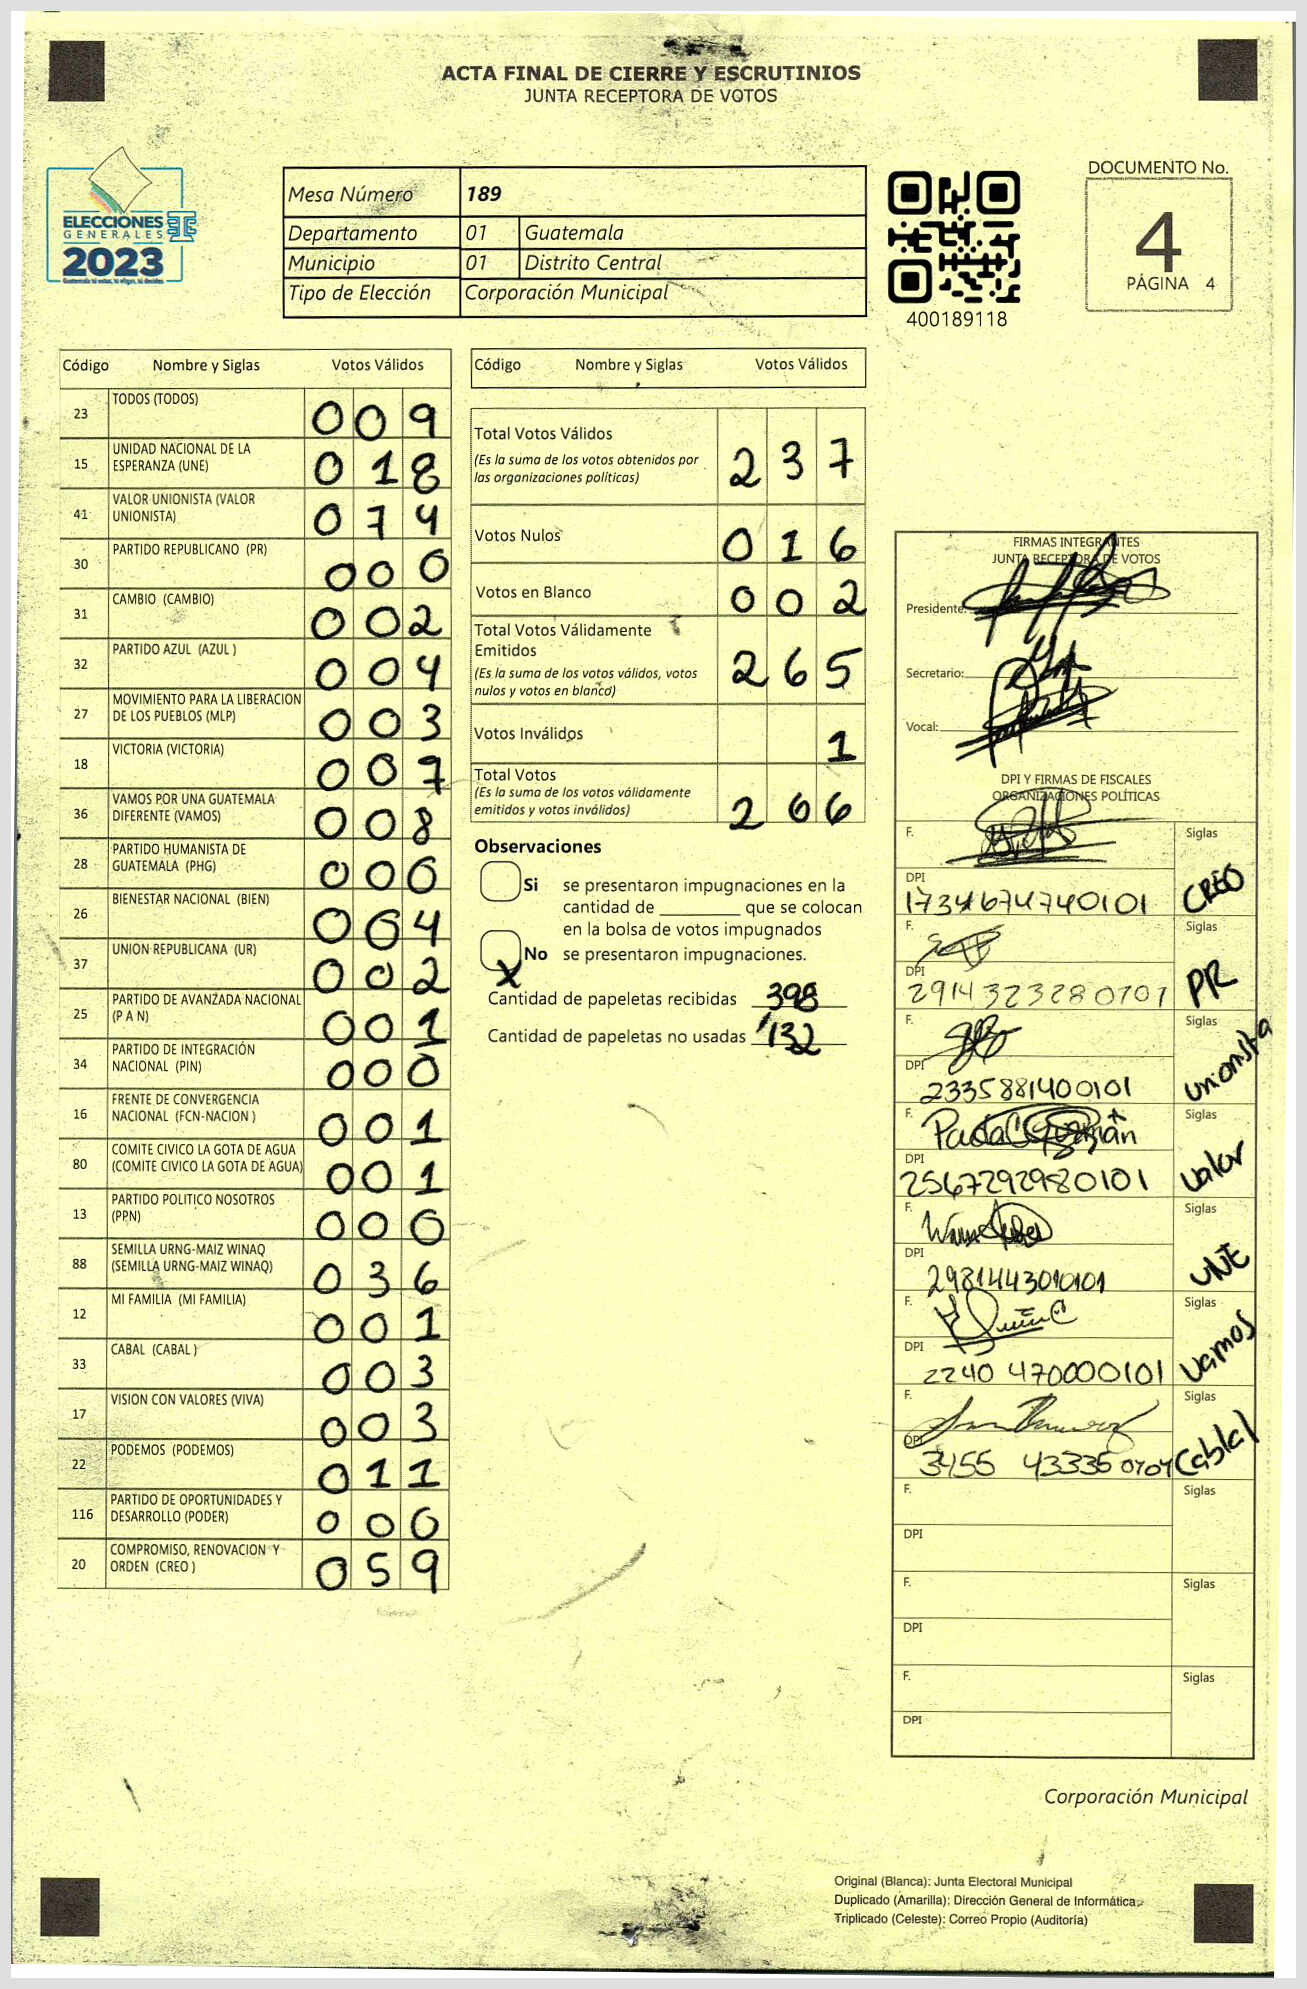 ACTA FINAL DE CIERRE Y ESCRUTINIOS
JUNTA RECEPTORA DE VOTOS
ELECCIONES
GENERALES
2023
Mesa Número 189
Departamento 01 Guatemala
Municipio 01 Distrito Central
Tipo de Elección Corporación Municipal
400189118
DOCUMENTO No.
4
PÁGINA 4
Código Nombre y Siglas Votos Válidos
23 TODOS (TODOS) 009
15 UNIDAD NACIONAL DE LA
ESPERANZA (UNE) 018
41 VALOR UNIONISTA (VALOR
UNIONISTA) 074
30 PARTIDO REPUBLICANO (PR) 000
31 CAMBIO (CAMBIO) 002
32 PARTIDO AZUL (AZUL ) 004
27 MOVIMIENTO PARA LA LIBERACION
DE LOS PUEBLOS (MLP) 003
18 VICTORIA (VICTORIA) 007
36 VAMOS POR UNA GUATEMALA
DIFERENTE (VAMOS) 008
28 PARTIDO HUMANISTA DE
GUATEMALA (PHG) 000
26 BIENESTAR NACIONAL (BIEN) 004
37 UNION REPUBLICANA (UR) 002
25 PARTIDO DE AVANZADA NACIONAL
(P A N) 001
34 PARTIDO DE INTEGRACIÓN
NACIONAL (PIN) 000
16 FRENTE DE CONVERGENCIA
NACIONAL (FCN-NACION ) 001
80 COMITE CIVICO LA GOTA DE AGUA
(COMITE CIVICO LA GOTA DE AGUA) 001
13 PARTIDO POLITICO NOSOTROS
(PPN) 000
88 SEMILLA URNG-MAIZ WINAQ
(SEMILLA URNG-MAIZ WINAQ) 036
12 MI FAMILIA (MI FAMILIA) 001
33 CABAL (CABAL ) 003
17 VISION CON VALORES (VIVA) 003
22 PODEMOS (PODEMOS) 011
116 PARTIDO DE OPORTUNIDADES Y
DESARROLLO (PODER) 000
20 COMPROMISO, RENOVACION Y
ORDEN (CREO ) 059
Código Nombre y Siglas Votos Válidos
Total Votos Válidos 237
(Es la suma de los votos obtenidos por
las organizaciones políticas)
Votos Nulos 016
Votos en Blanco 002
Total Votos Válidamente
Emitidos 265
(Es la suma de los votos válidos, votos
nulos y votos en blanco)
Votos Inválidos 1
Total Votos 266
(Es la suma de los votos válidamente
emitidos y votos inválidos)
Observaciones
Si se presentaron impugnaciones en la
cantidad de ________ que se colocan
en la bolsa de votos impugnados
X No se presentaron impugnaciones.
Cantidad de papeletas recibidas 398
Cantidad de papeletas no usadas 132
FIRMAS INTEGRANTES
JUNTA RECEPTORA DE VOTOS
Presidente:
Secretario:
Vocal:
DPI Y FIRMAS DE FISCALES
ORGANIZACIONES POLÍTICAS
F. Siglas
DPI
1734674740101 CREO
F. Siglas
DPI
2914323280101 PR
F. Siglas
DPI
2335881400101 unionista
F. Siglas
DPI
2567292980101 valor
F. Siglas
DPI
2981443010101 UNE
F. Siglas
DPI
2240 470000101 vamos
F. Siglas
DPI
3455 43335 0704 Cabal
F. Siglas
DPI
F. Siglas
DPI
F. Siglas
DPI
Corporación Municipal
Original (Blanca): Junta Electoral Municipal
Duplicado (Amarilla): Dirección General de Informática
Triplicado (Celeste): Correo Propio (Auditoría)